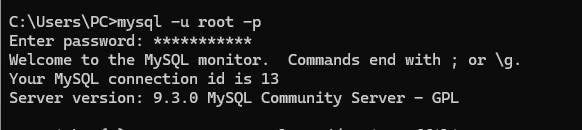 C:\Users\PC>mysql -u root -p
Enter password: ***********
Welcome to the MySQL monitor.  Commands end with ; or \g.
Your MySQL connection id is 13
Server version: 9.3.0 MySQL Community Server - GPL